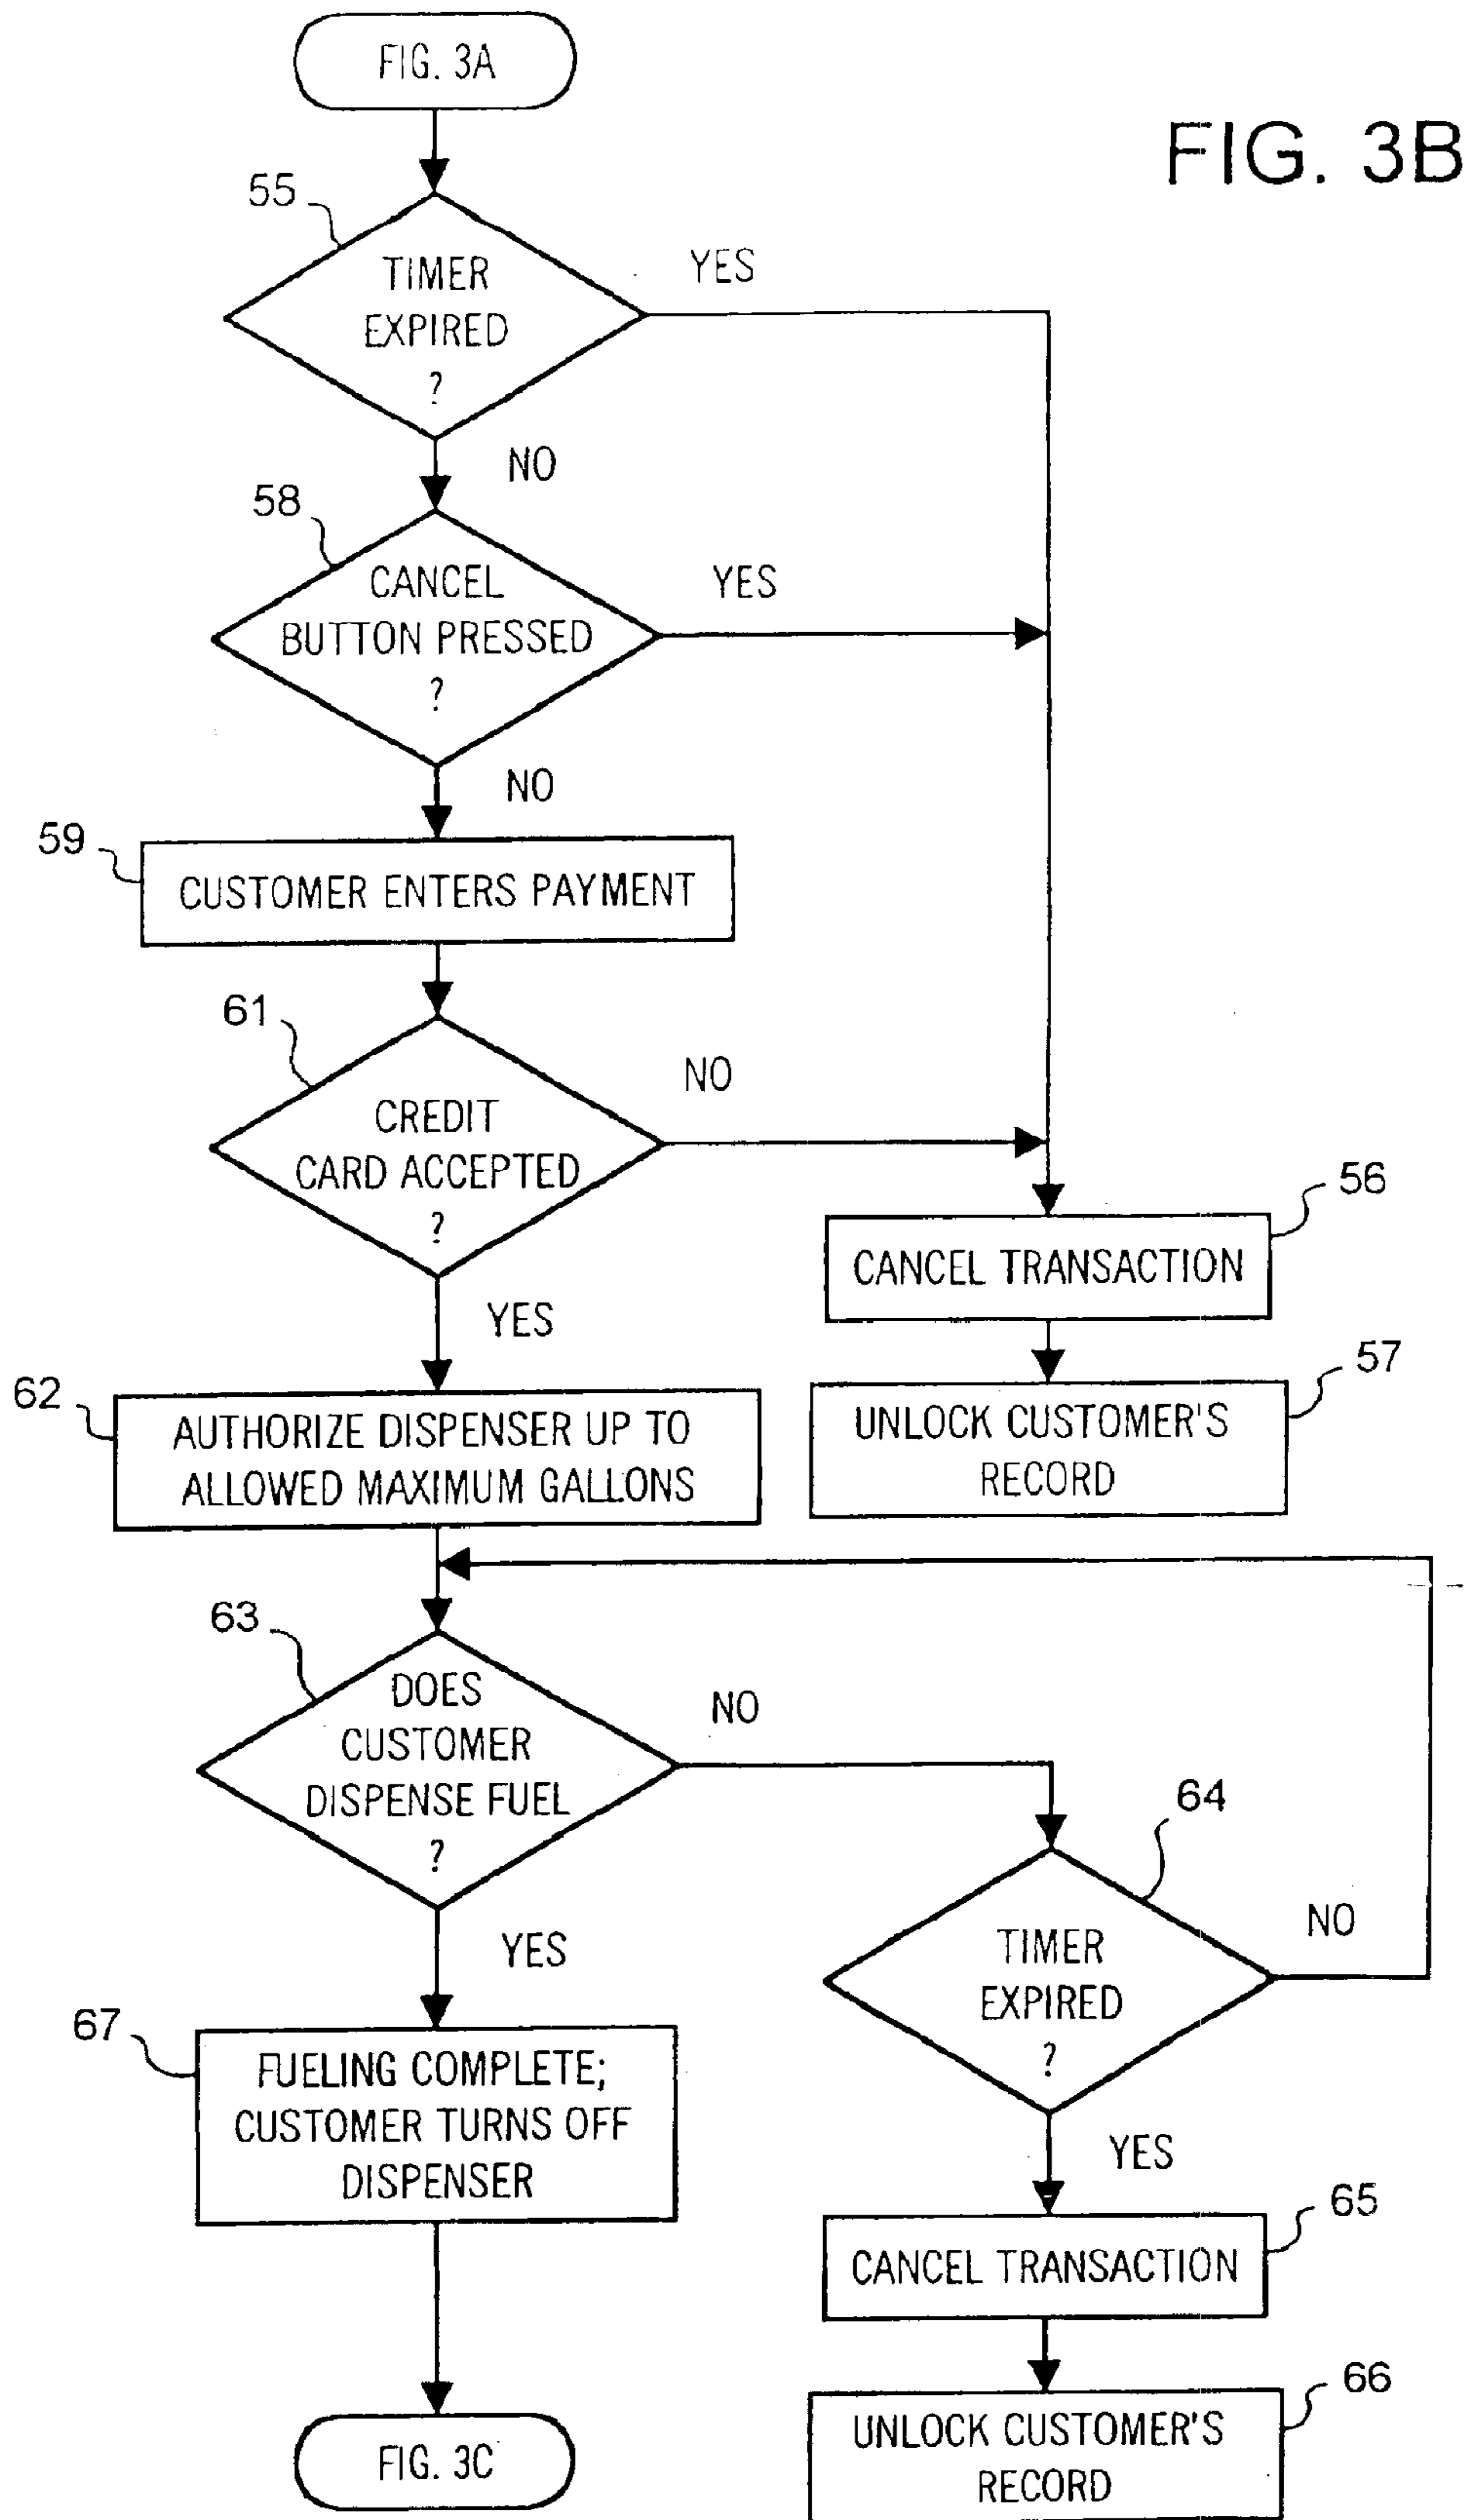 FIG. 3A
FIG. 3B
55
TIMER
EXPIRED
?
YES
NO
58
CANCEL
BUTTON PRESSED
?
YES
NO
59
CUSTOMER ENTERS PAYMENT
61
CREDIT
CARD ACCEPTED
?
NO
YES
56
CANCEL TRANSACTION
57
UNLOCK CUSTOMER'S
RECORD
62
AUTHORIZE DISPENSER UP TO
ALLOWED MAXIMUM GALLONS
63
DOES
CUSTOMER
DISPENSE FUEL
?
NO
YES
64
TIMER
EXPIRED
?
NO
YES
67
FUELING COMPLETE;
CUSTOMER TURNS OFF
DISPENSER
65
CANCEL TRANSACTION
66
UNLOCK CUSTOMER'S
RECORD
FIG. 3C